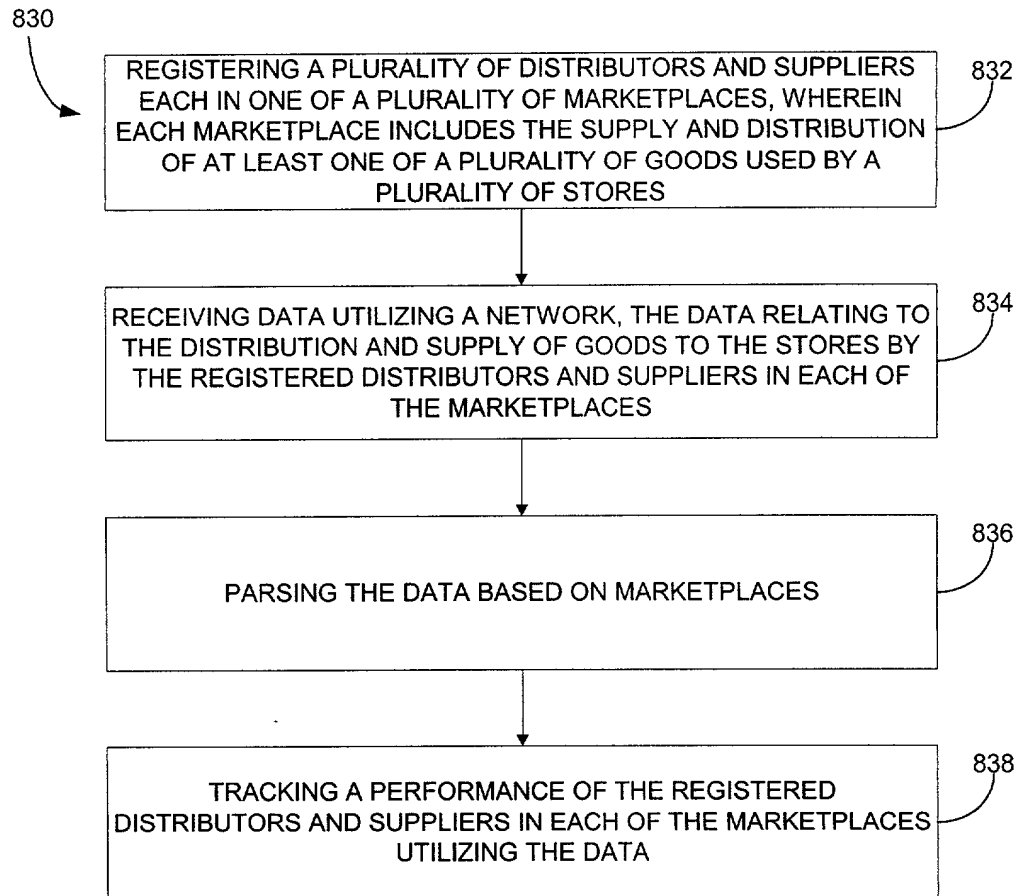 830
REGISTERING A PLURALITY OF DISTRIBUTORS AND SUPPLIERS
EACH IN ONE OF A PLURALITY OF MARKETPLACES, WHEREIN
EACH MARKETPLACE INCLUDES THE SUPPLY AND DISTRIBUTION
OF AT LEAST ONE OF A PLURALITY OF GOODS USED BY A
PLURALITY OF STORES
832
RECEIVING DATA UTILIZING A NETWORK, THE DATA RELATING TO
THE DISTRIBUTION AND SUPPLY OF GOODS TO THE STORES BY
THE REGISTERED DISTRIBUTORS AND SUPPLIERS IN EACH OF
THE MARKETPLACES
834
PARSING THE DATA BASED ON MARKETPLACES
836
TRACKING A PERFORMANCE OF THE REGISTERED
DISTRIBUTORS AND SUPPLIERS IN EACH OF THE MARKETPLACES
UTILIZING THE DATA
838